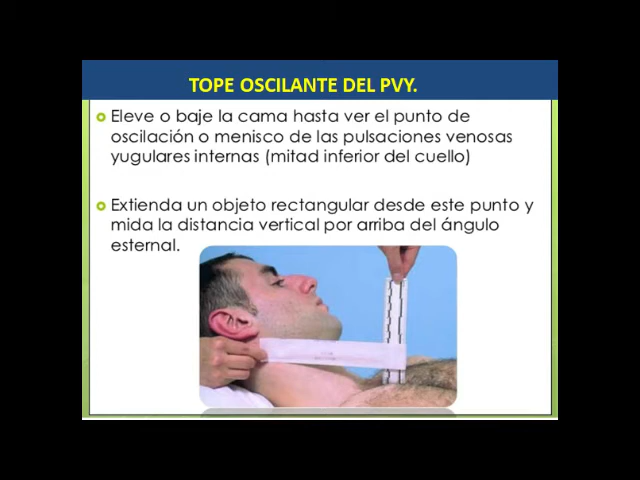 TOPE OSCILANTE DEL PVY.
Eleve o baje la cama hasta ver el punto de
oscilación o menisco de las pulsaciones venosas
yugulares internas (mitad inferior del cuello)
Extienda un objeto rectangular desde este punto y
mida la distancia vertical por arriba del ángulo
esternal.